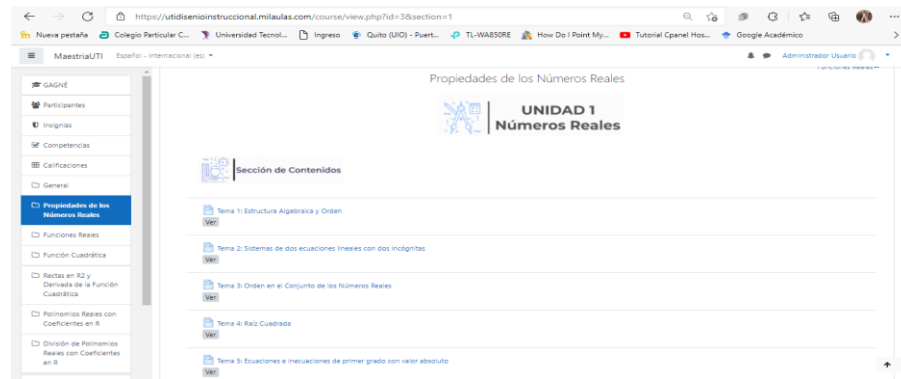 https://utidisenioinstruccional.milaulas.com/course/view.php?id=3&section=1
Nueva pestaña
Colegio Particular C...
Universidad Tecnol...
Ingreso
Quito (UIO) - Puert...
TL-WA850RE
How Do I Point My...
Tutorial Cpanel Hos...
Google Académico
MaestriaUTI
Español - Internacional (es)
Administrador Usuario
Funciones Reales
GAGNÉ
Participantes
Insignias
Competencias
Calificaciones
General
Propiedades de los
Números Reales
Funciones Reales
Función Cuadrática
Rectas en R2 y
Derivada de la Función
Cuadrática
Polinomios Reales con
Coeficientes en R
División de Polinomios
Reales con Coeficientes
en R
Propiedades de los Números Reales
UNIDAD 1
Números Reales
Sección de Contenidos
Tema 1: Estructura Algebraica y Orden
Ver
Tema 2: Sistemas de dos ecuaciones lineales con dos incógnitas
Ver
Tema 3: Orden en el Conjunto de los Números Reales
Ver
Tema 4: Raíz Cuadrada
Ver
Tema 5: Ecuaciones e inecuaciones de primer grado con valor absoluto
Ver